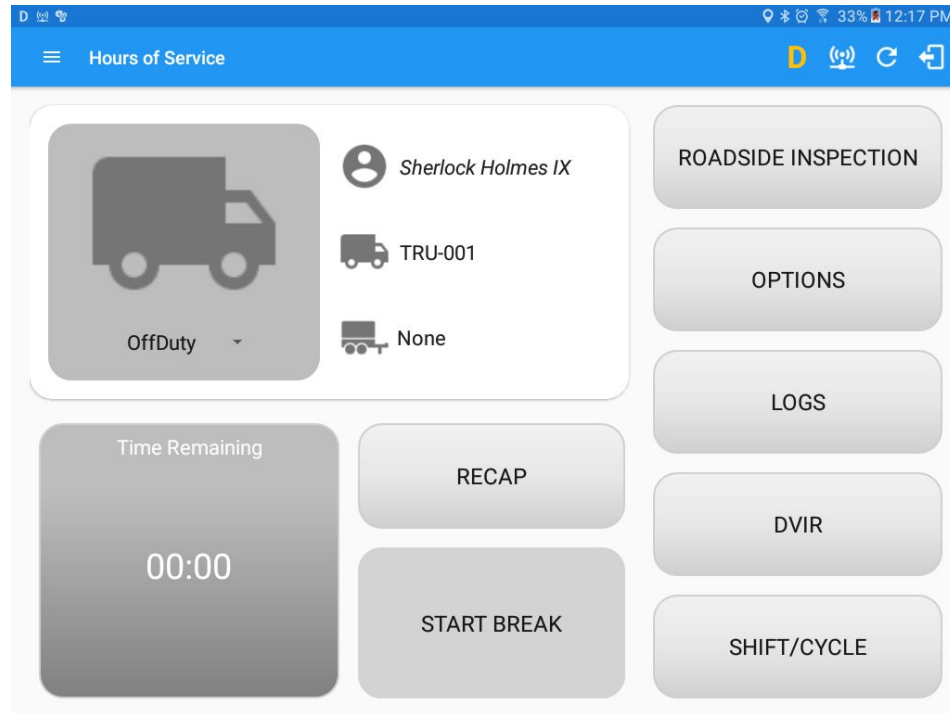 D 33% 12:17 PM
Hours of Service D
Sherlock Holmes IX
TRU-001
None
OffDuty
Time Remaining
00:00
RECAP
START BREAK
ROADSIDE INSPECTION
OPTIONS
LOGS
DVIR
SHIFT/CYCLE